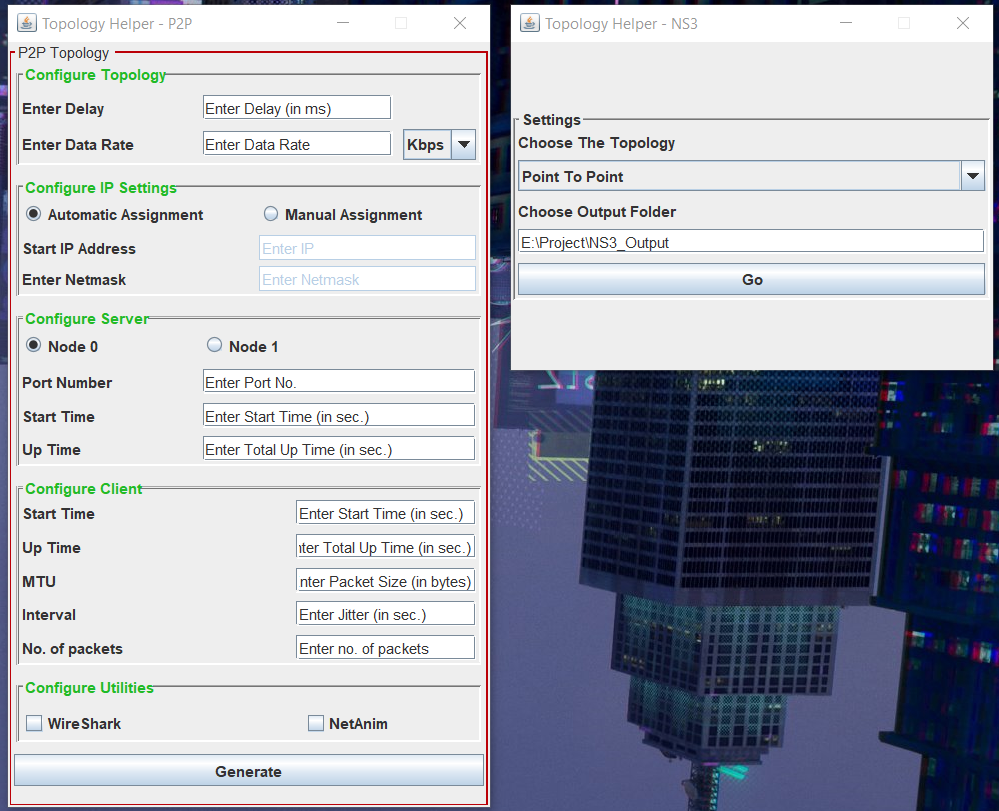 Topology Helper - P2P
P2P Topology
Configure Topology
Enter Delay
Enter Delay (in ms)
Enter Data Rate
Enter Data Rate
Kbps
Configure IP Settings
Automatic Assignment
Manual Assignment
Start IP Address
Enter IP
Enter Netmask
Enter Netmask
Configure Server
Node 0
Node 1
Port Number
Enter Port No.
Start Time
Enter Start Time (in sec.)
Up Time
Enter Total Up Time (in sec.)
Configure Client
Start Time
Enter Start Time (in sec.)
Up Time
nter Total Up Time (in sec.)
MTU
nter Packet Size (in bytes)
Interval
Enter Jitter (in sec.)
No. of packets
Enter no. of packets
Configure Utilities
WireShark
NetAnim
Generate
Topology Helper - NS3
Settings
Choose The Topology
Point To Point
Choose Output Folder
E:\Project\NS3_Output
Go